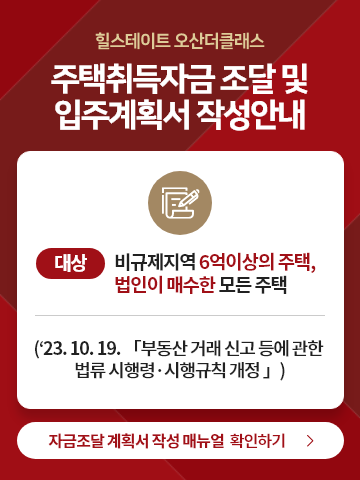 힐스테이트 오산더클래스
주택취득자금 조달 및
입주계획서 작성안내
대상
비규제지역 6억이상의 주택,
법인이 매수한 모든 주택
(‘23. 10. 19. 「부동산 거래 신고 등에 관한
법류 시행령·시행규칙 개정」)
자금조달 계획서 작성 매뉴얼 확인하기 >